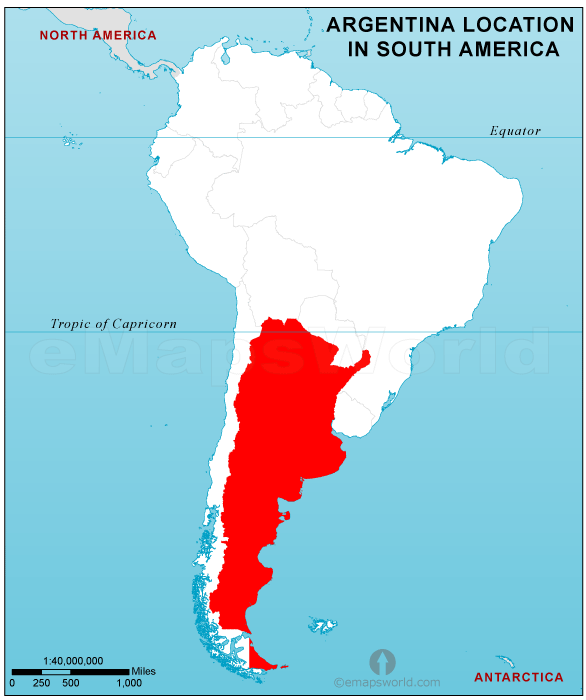 ARGENTINA LOCATION
IN SOUTH AMERICA
NORTH AMERICA
Equator
Tropic of Capricorn
eMapsWorld
1:40,000,000
Miles
0 250 500 1,000
©emapsworld.com
ANTARCTICA